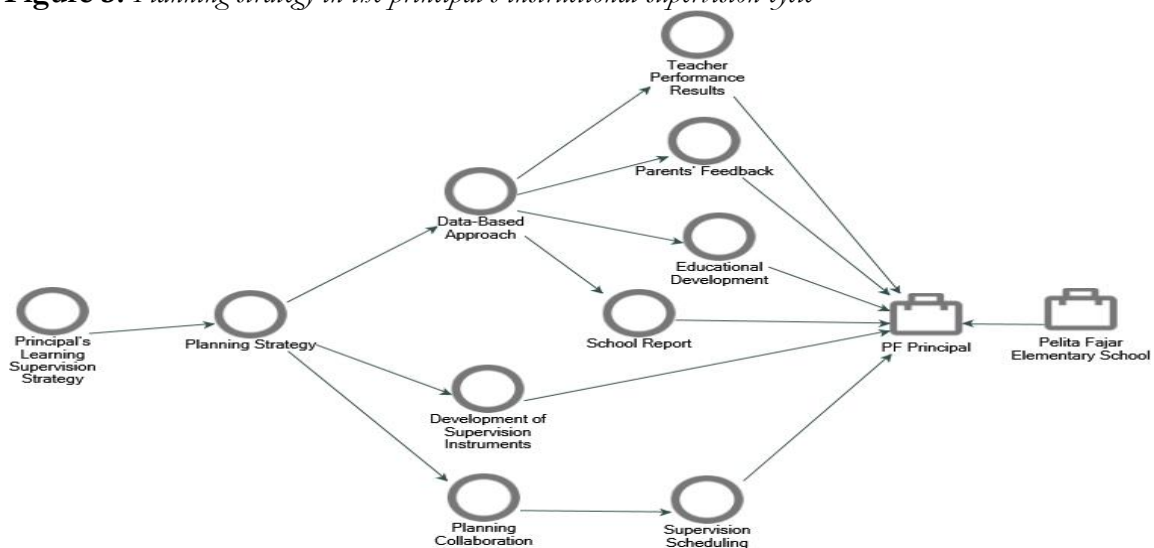 Figure 3. Planning strategy in the principal's instructional supervision cycle
Teacher
Performance
Results
Parents' Feedback
Data-Based
Approach
Educational
Development
Principal's
Learning
Supervision
Strategy
Planning Strategy
School Report
PF Principal
Pelita Fajar
Elementary School
Development of
Supervision
Instruments
Planning
Collaboration
Supervision
Scheduling